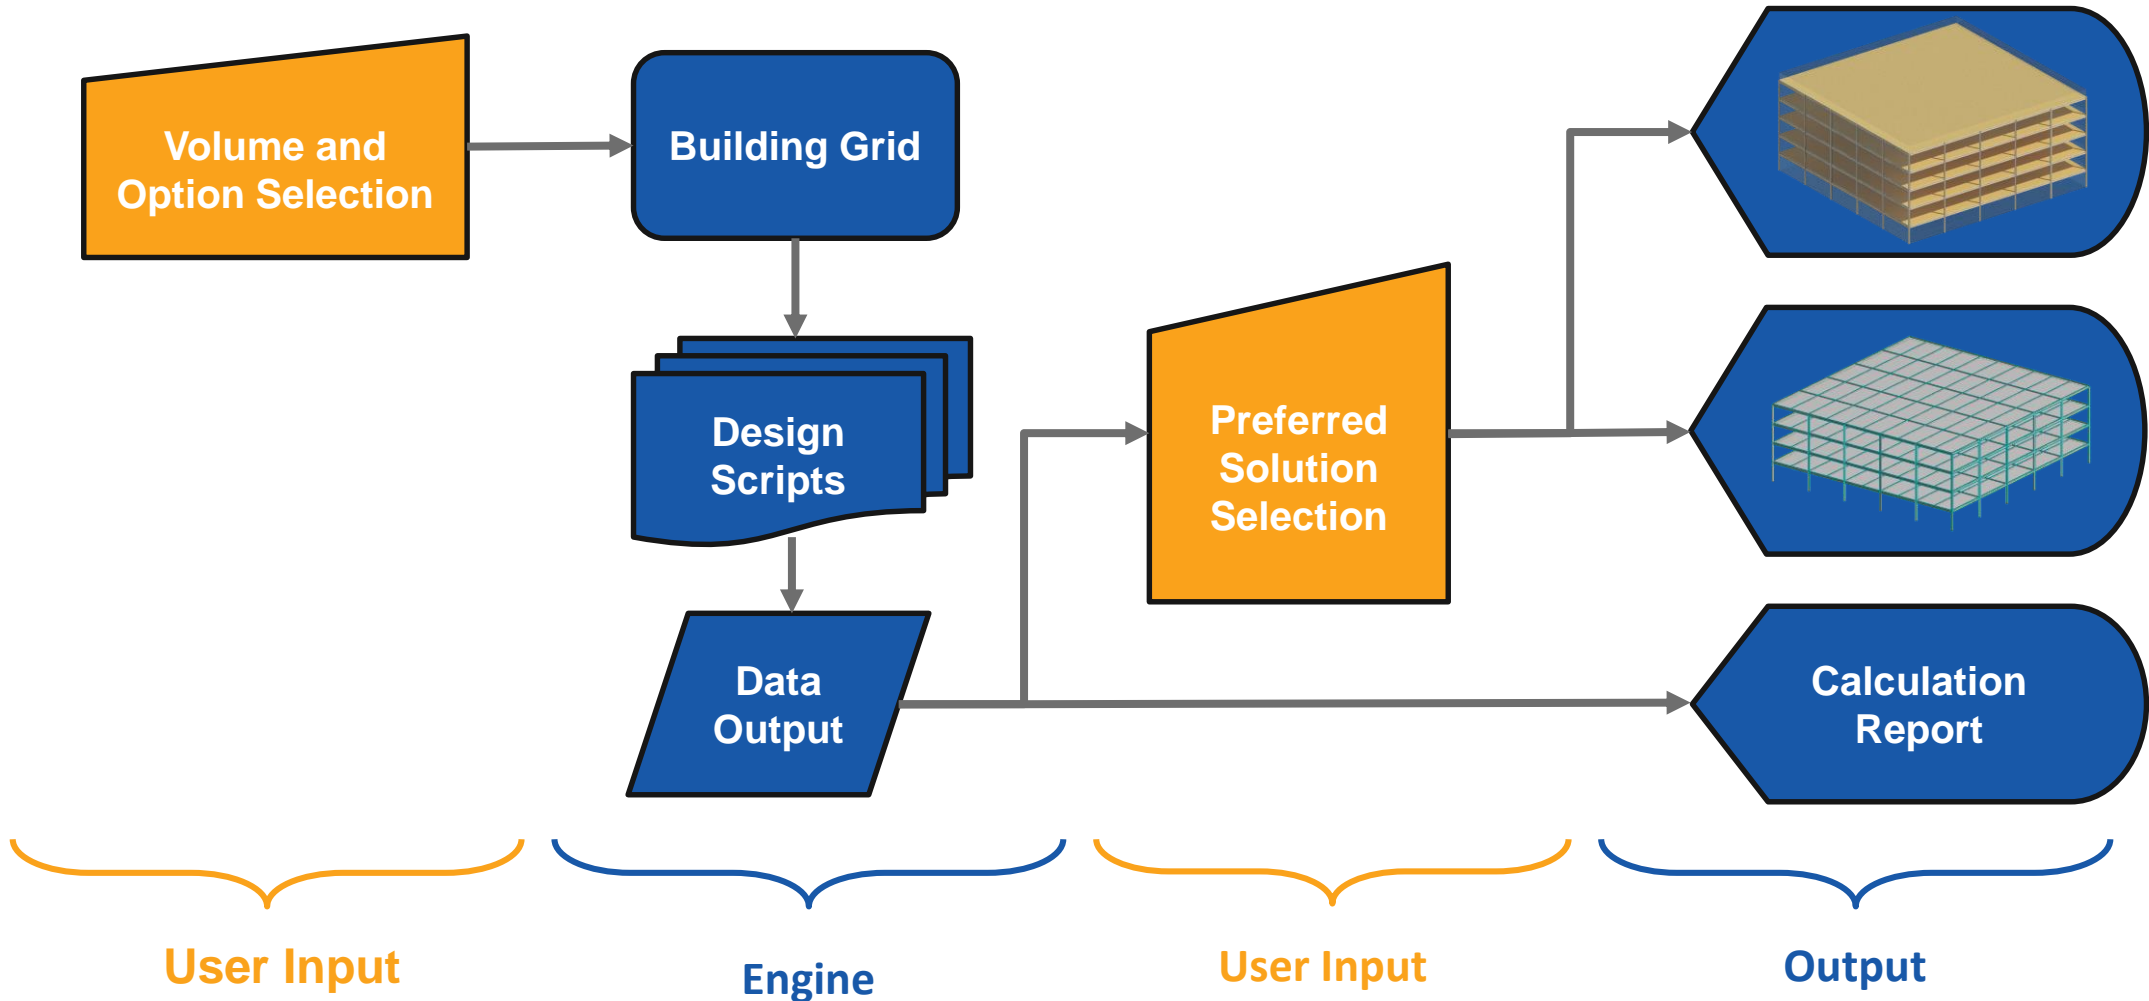 Volume and
Option Selection
Building Grid
Design
Scripts
Data
Output
Preferred
Solution
Selection
Calculation
Report
User Input
Engine
User Input
Output